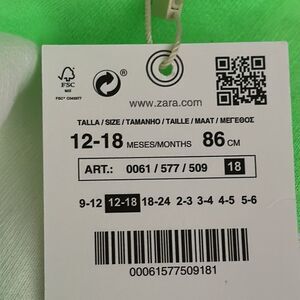 FSC
MIX
www.zara.com
TALLA / SIZE / TAMANHO / TAILLE / MAAT / ΜΕΓΕΘΟΣ
12-18 MESES/MONTHS 86 CM
ART.: 0061 / 577 / 509 18
9-12 12-18 18-24 2-3 3-4 4-5 5-6
00061577509181